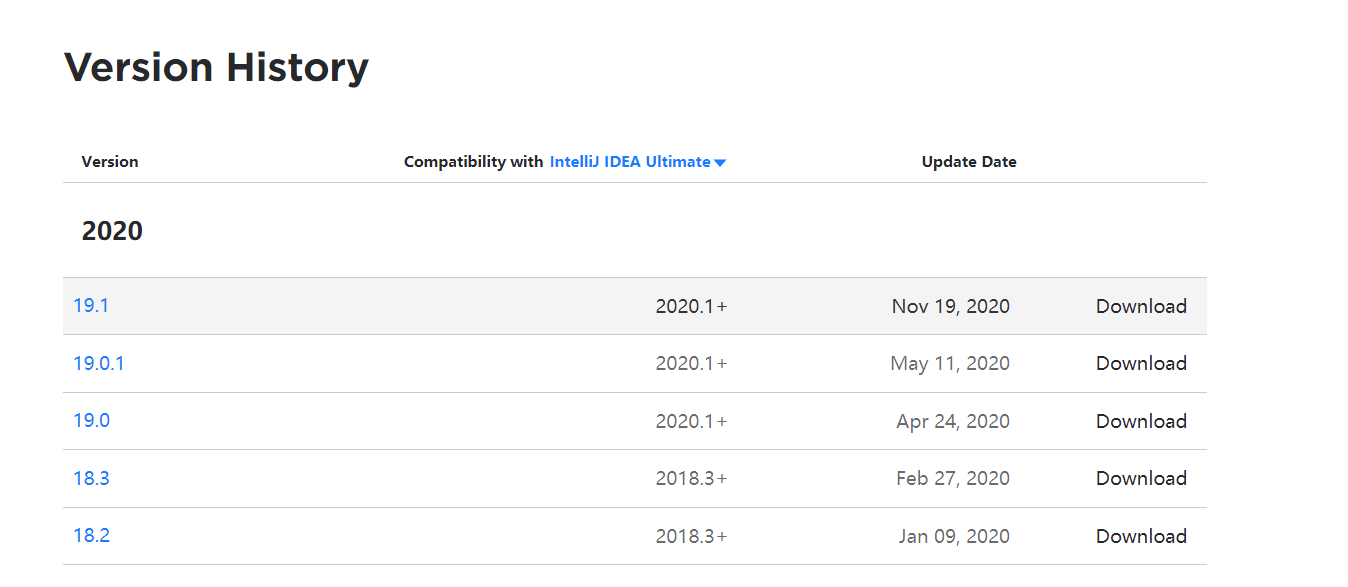 Version History
Version Compatibility with IntelliJ IDEA Ultimate Update Date
2020
19.1 2020.1+ Nov 19, 2020 Download
19.0.1 2020.1+ May 11, 2020 Download
19.0 2020.1+ Apr 24, 2020 Download
18.3 2018.3+ Feb 27, 2020 Download
18.2 2018.3+ Jan 09, 2020 Download